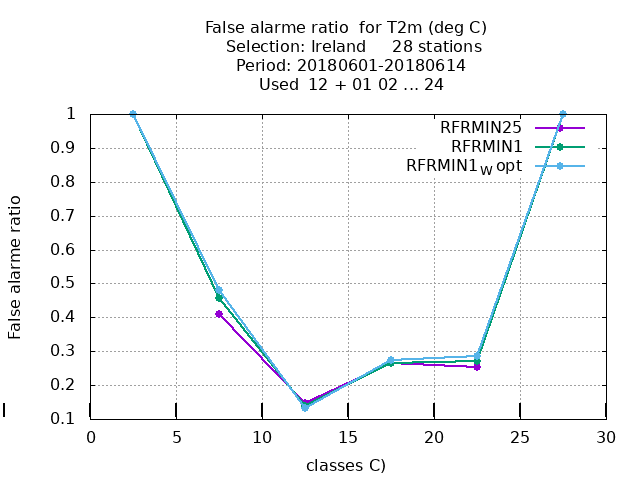 False alarme ratio  for T2m (deg C)
Selection: Ireland     28 stations
Period: 20180601-20180614
Used  12 + 01 02 ... 24
RFRMIN25
RFRMIN1
RFRMIN1W opt
False alarme ratio
1
0.9
0.8
0.7
0.6
0.5
0.4
0.3
0.2
0.1
0 5 10 15 20 25 30
classes C)